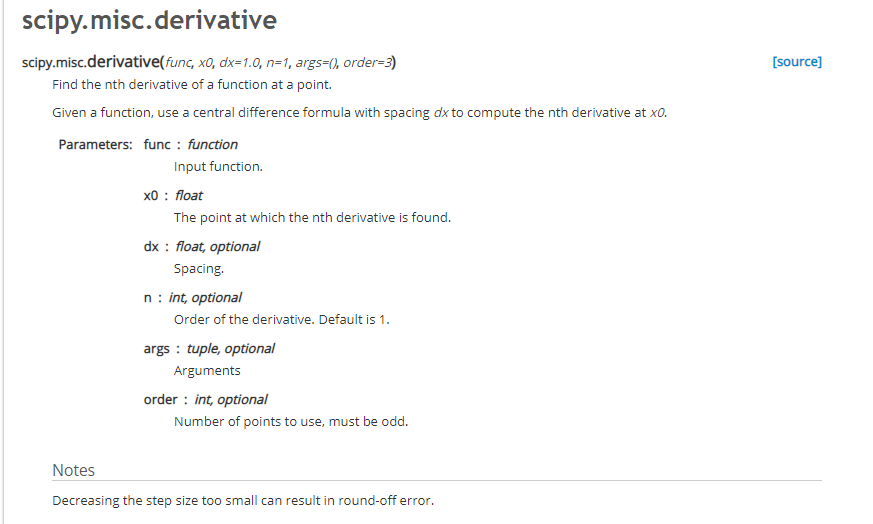 scipy.misc.derivative
scipy.misc.derivative(func, x0, dx=1.0, n=1, args=(), order=3) [source]
Find the nth derivative of a function at a point.
Given a function, use a central difference formula with spacing dx to compute the nth derivative at x0.
Parameters: func : function
Input function.
x0 : float
The point at which the nth derivative is found.
dx : float, optional
Spacing.
n : int, optional
Order of the derivative. Default is 1.
args : tuple, optional
Arguments
order : int, optional
Number of points to use, must be odd.
Notes
Decreasing the step size too small can result in round-off error.